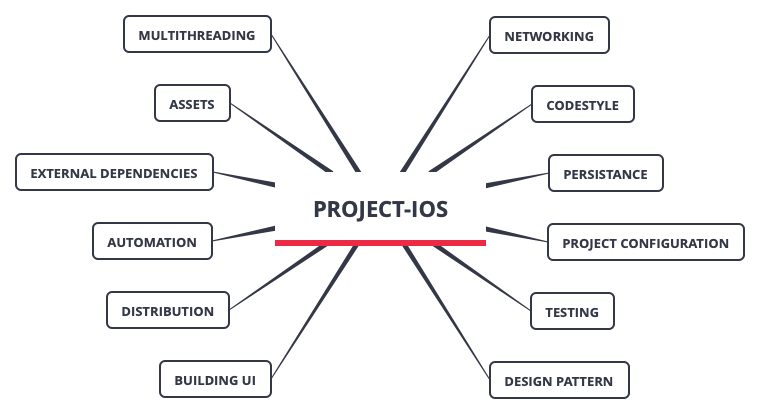 MULTITHREADING
NETWORKING
ASSETS
CODESTYLE
EXTERNAL DEPENDENCIES
PERSISTANCE
PROJECT-IOS
AUTOMATION
PROJECT CONFIGURATION
DISTRIBUTION
TESTING
BUILDING UI
DESIGN PATTERN